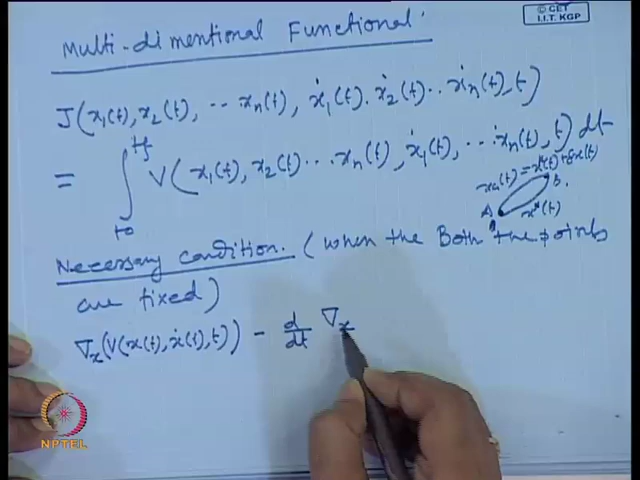 © CET
I.I.T. KGP
Multi-dimentional Functional
J(x₁(t), x₂(t), -- xₙ(t), ẋ₁(t). ẋ₂(t).. ẋₙ(t), t)
= ∫_{t0}^{tf} V(x₁(t), x₂(t) ... xₙ(t), ẋ₁(t), ... ẋₙ(t), t) dt
xₐ(t) = x*(t) + δx(t)
A B.
x*(t)
Necessary condition. (when the Both the points
are fixed)
∇ₓ(V(x(t), ẋ(t), t)) - d/dt ∇ₓ
NPTEL